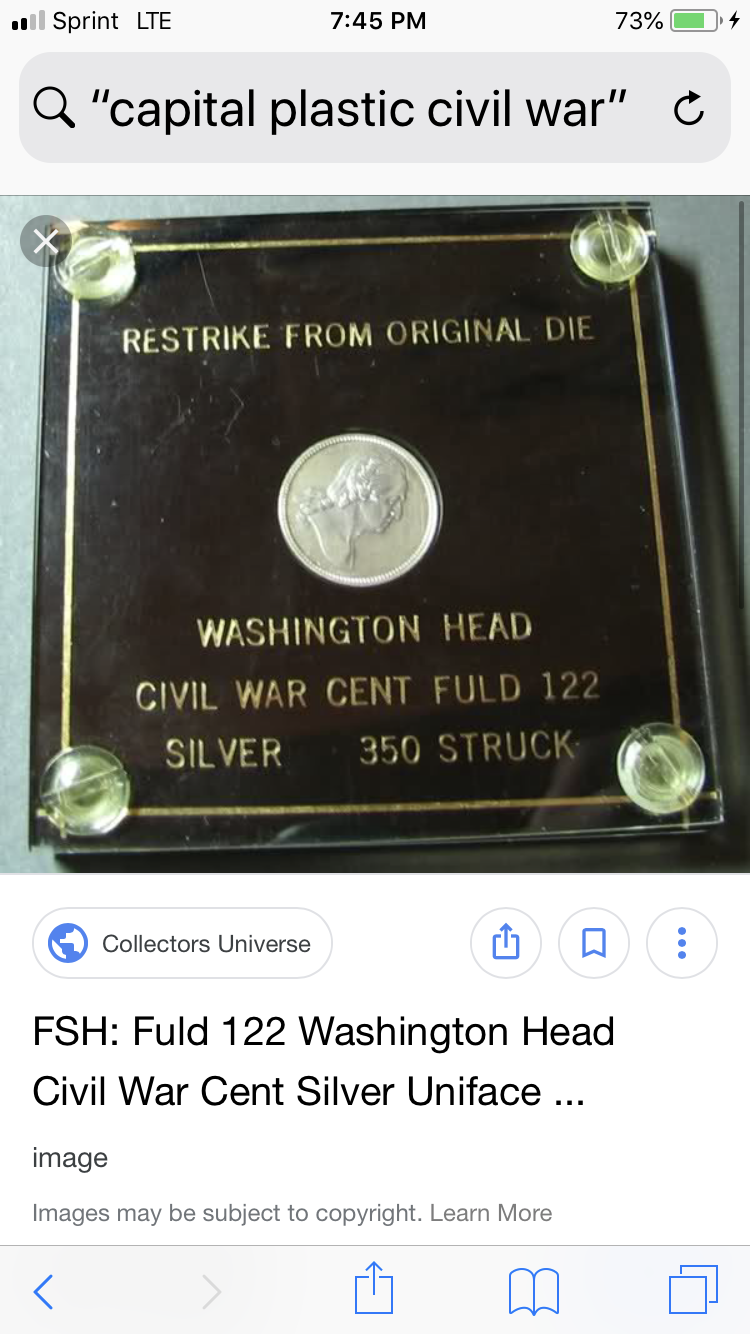 Sprint LTE 7:45 PM 73%
"capital plastic civil war"
RESTRIKE FROM ORIGINAL DIE
WASHINGTON HEAD
CIVIL WAR CENT FULD 122
SILVER 350 STRUCK
Collectors Universe
FSH: Fuld 122 Washington Head
Civil War Cent Silver Uniface ...
image
Images may be subject to copyright. Learn More